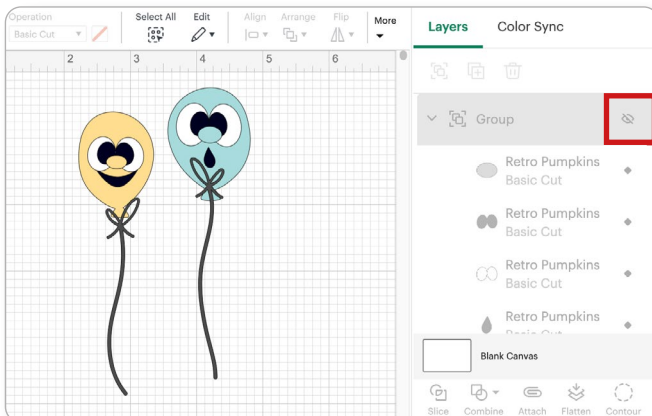 Operation
Select All
Edit
Align
Arrange
Flip
More
Basic Cut
2
3
4
5
6
Layers
Color Sync
Group
Retro Pumpkins
Basic Cut
Retro Pumpkins
Basic Cut
Retro Pumpkins
Basic Cut
Retro Pumpkins
Basic Cut
Blank Canvas
Slice
Combine
Attach
Flatten
Contour